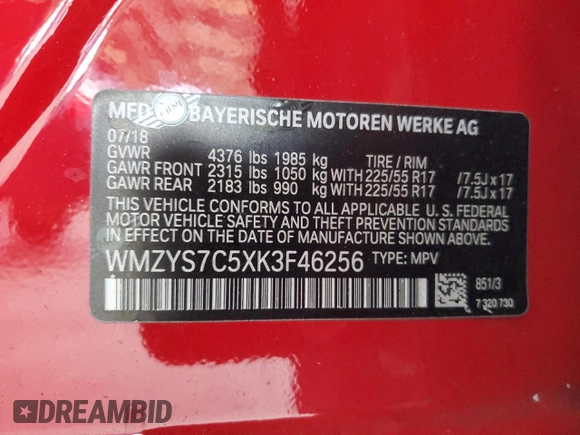 MFD BY BAYERISCHE MOTOREN WERKE AG
07/18
GVWR 4376 lbs 1985 kg TIRE / RIM
GAWR FRONT 2315 lbs 1050 kg WITH 225/55 R17 /7.5J x 17
GAWR REAR 2183 lbs 990 kg WITH 225/55 R17 /7.5J x 17
THIS VEHICLE CONFORMS TO ALL APPLICABLE U. S. FEDERAL
MOTOR VEHICLE SAFETY AND THEFT PREVENTION
STANDARDS IN EFFECT ON THE DATE OF
MANUFACTURE SHOWN ABOVE.
WMZYS7C5XK3F46256 TYPE: MPV
851/3
7 320 730
DREAMBID